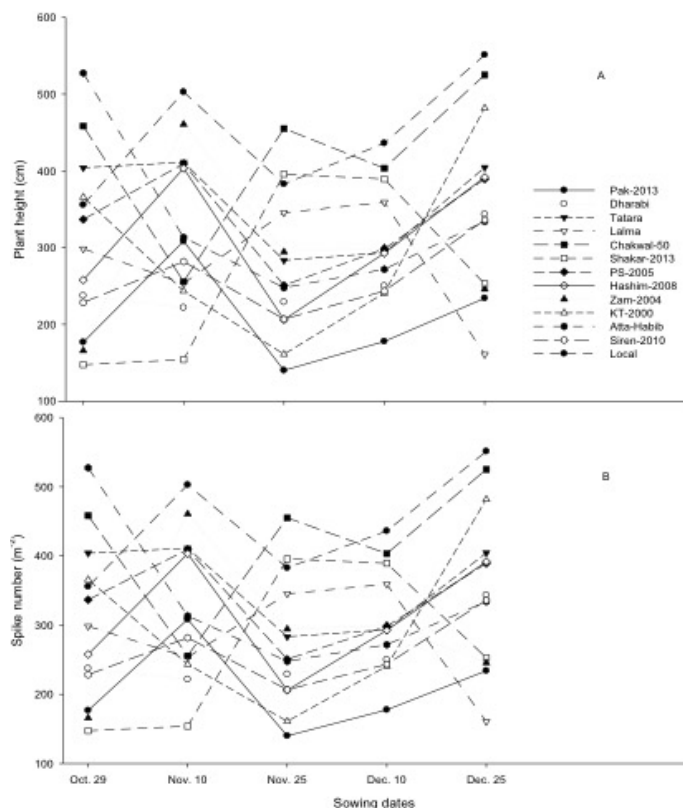 600
A
500
Plant height (cm)
400
300
200
100
Pak-2013
Dharabi
Tatara
Lalma
Chakwal-50
Shakar-2013
PS-2005
Hashim-2008
Zam-2004
KT-2000
Atta-Habib
Siren-2010
Local
600
B
500
Spike number (m⁻²)
400
300
200
100
Oct. 29 Nov. 10 Nov. 25 Dec. 10 Dec. 25
Sowing dates